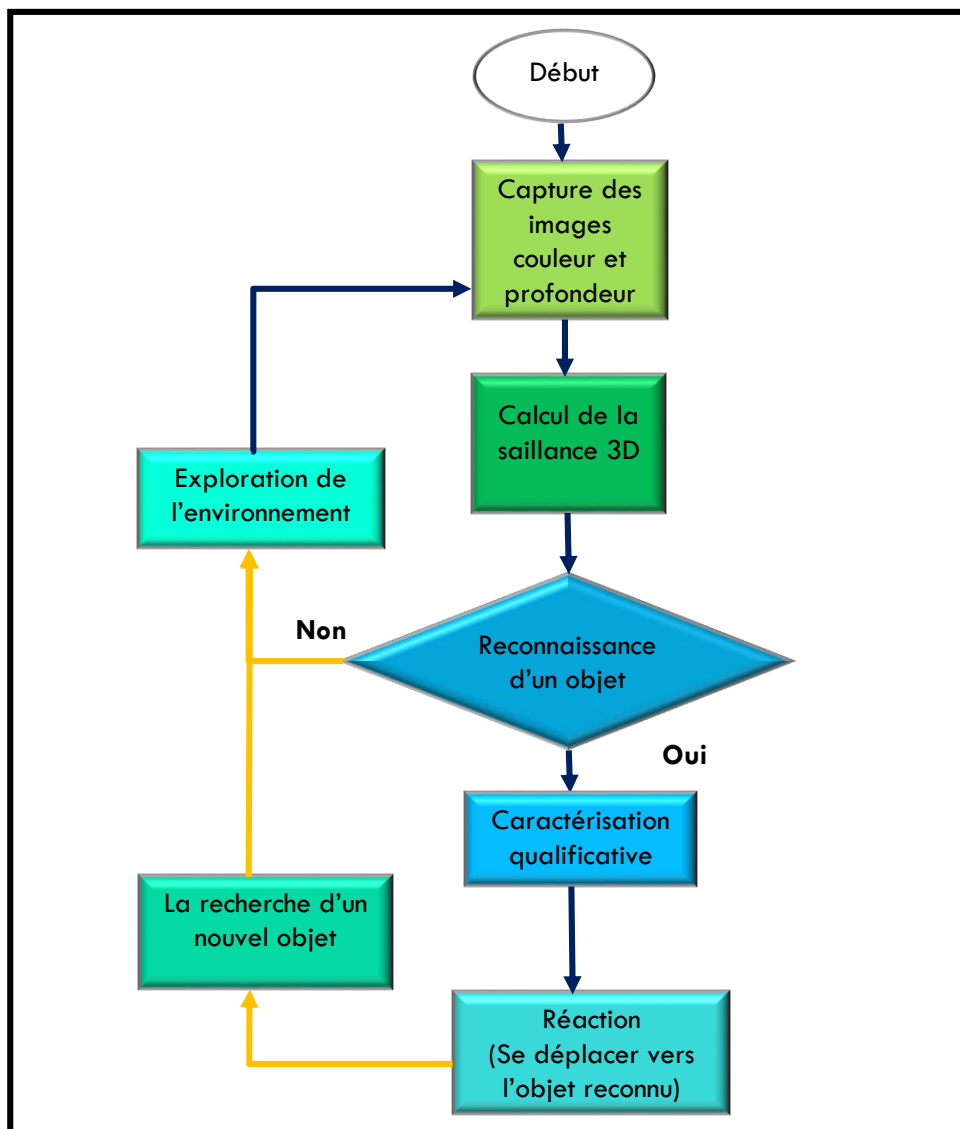 Début
Capture des
images
couleur et
profondeur
Calcul de la
saillance 3D
Exploration de
l'environnement
Non
Reconnaissance
d'un objet
Oui
Caractérisation
qualificative
La recherche d'un
nouvel objet
Réaction
(Se déplacer vers
l'objet reconnu)